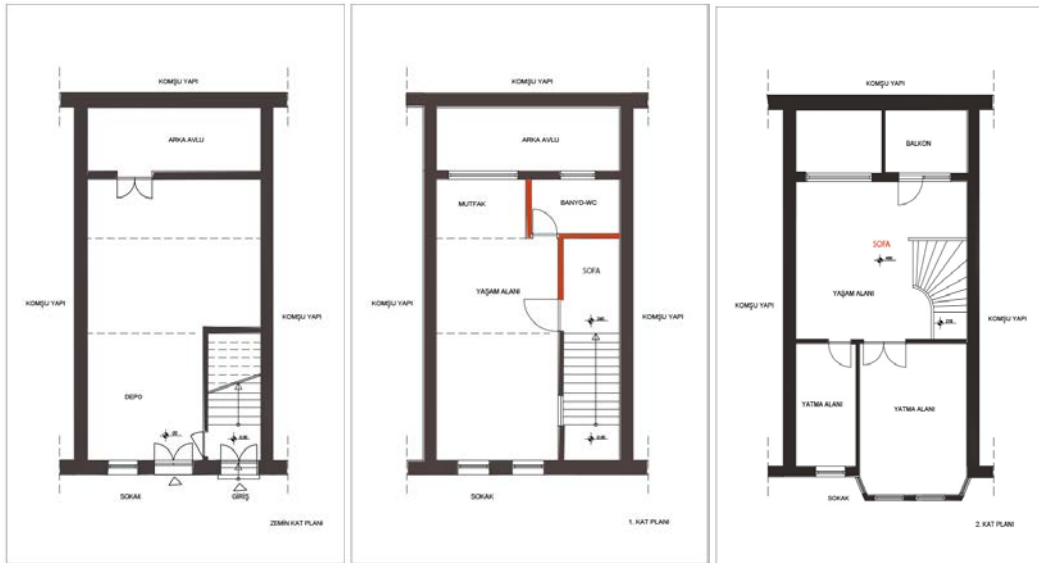 KOMŞU YAPI
ARKA AVLU
KOMŞU YAPI
KOMŞU YAPI
DEPO
SOKAK
GİRİŞ
ZEMİN KAT PLANI
KOMŞU YAPI
ARKA AVLU
MUTFAK
BANYO-WC
SOFA
YAŞAM ALANI
KOMŞU YAPI
KOMŞU YAPI
SOKAK
1. KAT PLANI
KOMŞU YAPI
BALKON
SOFA
YAŞAM ALANI
KOMŞU YAPI
KOMŞU YAPI
YATMA ALANI
YATMA ALANI
SOKAK
2. KAT PLANI